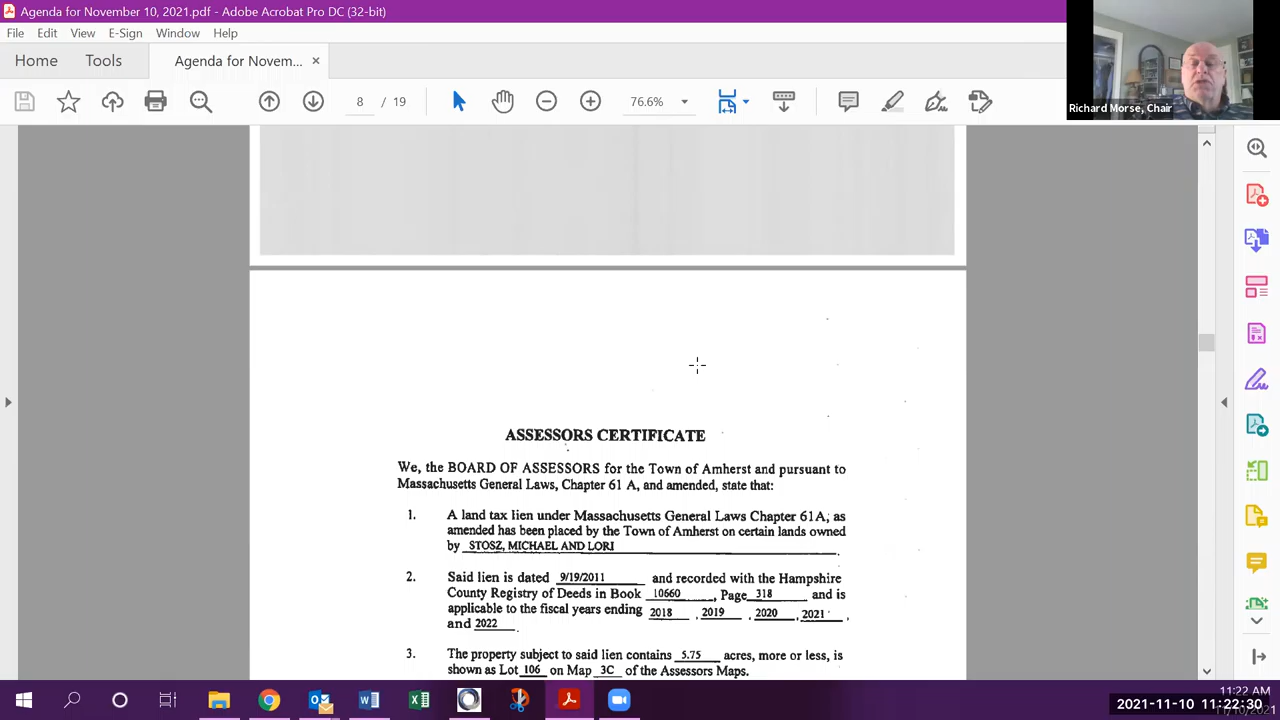 Agenda for November 10, 2021.pdf - Adobe Acrobat Pro DC (32-bit)
File Edit View E-Sign Window Help
Home Tools Agenda for Novem... ×
8 / 19 76.6%
Richard Morse, Chair
ASSESSORS CERTIFICATE
We, the BOARD OF ASSESSORS for the Town of Amherst and pursuant to
Massachusetts General Laws, Chapter 61 A, and amended, state that:
1. A land tax lien under Massachusetts General Laws Chapter 61A, as
amended has been placed by the Town of Amherst on certain lands owned
by STOSZ, MICHAEL AND LORI.
2. Said lien is dated 9/19/2011 and recorded with the Hampshire
County Registry of Deeds in Book 10660, Page 318 and is
applicable to the fiscal years ending 2018, 2019, 2020, 2021,
and 2022.
3. The property subject to said lien contains 5.75 acres, more or less, is
shown as Lot 106 on Map 3C of the Assessors Maps.
11:22 AM
2021-11-10 11:22:30